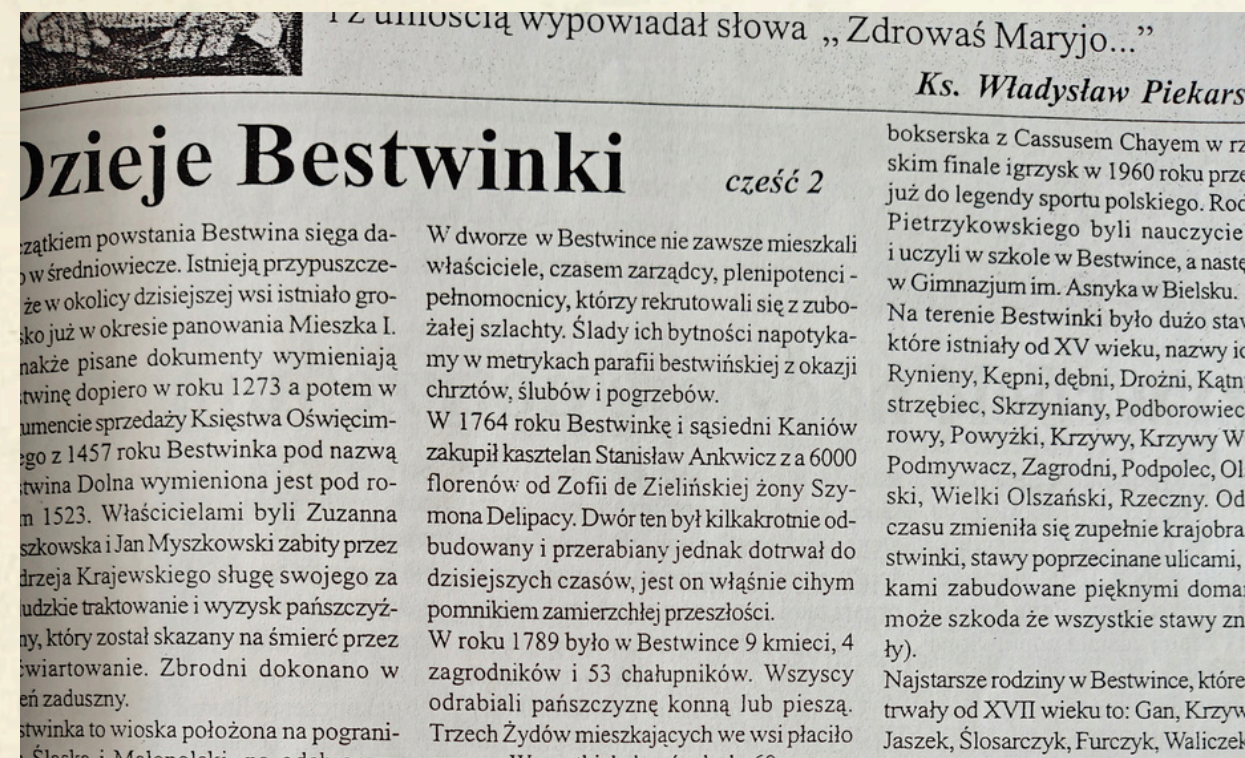 i z ufnością wypowiadał słowa „Zdrowaś Maryjo...”
Ks. Władysław Piekars
Dzieje Bestwinki
cześć 2
czątkiem powstania Bestwina sięga da-
w średniowiecze. Istnieją przypuszcze-
że w okolicy dzisiejszej wsi istniało gro-
sko już w okresie panowania Mieszka I.
nakże pisane dokumenty wymieniają
stwinę dopiero w roku 1273 a potem w
umencie sprzedaży Księstwa Oświęcim-
ego z 1457 roku Bestwinka pod nazwą
stwina Dolna wymieniona jest pod ro-
m 1523. Właścicielami byli Zuzanna
szkowska i Jan Myszkowski zabity przez
drzeja Krajewskiego sługę swojego za
udzkie traktowanie i wyzysk pańszczyź-
ny, który został skazany na śmierć przez
ćwiartowanie. Zbrodni dokonano w
eń zaduszny.
stwinka to wioska położona na pograni-
Śląska i Małopolski
W dworze w Bestwince nie zawsze mieszkali
właściciele, czasem zarządcy, plenipotenci -
pełnomocnicy, którzy rekrutowali się z zubo-
żałej szlachty. Ślady ich bytności napotyka-
my w metrykach parafii bestwińskiej z okazji
chrztów, ślubów i pogrzebów.
W 1764 roku Bestwinkę i sąsiedni Kaniów
zakupił kasztelan Stanisław Ankwicz za 6000
florenów od Zofii de Zielińskiej żony Szy-
mona Delipacy. Dwór ten był kilkakrotnie od-
budowany i przerabiany jednak dotrwał do
dzisiejszych czasów, jest on włąśnie cihym
pomnikiem zamierzchłej przeszłości.
W roku 1789 było w Bestwince 9 kmieci, 4
zagrodników i 53 chałupników. Wszyscy
odrabiali pańszczyznę konną lub pieszą.
Trzech Żydów mieszkających we wsi płaciło
bokserska z Cassusem Chayem w rz
skim finale igrzysk w 1960 roku prze
już do legendy sportu polskiego. Rod
Pietrzykowskiego byli nauczycie
i uczyli w szkole w Bestwince, a nastę
w Gimnazjum im. Asnyka w Bielsku.
Na terenie Bestwinki było dużo staw
które istniały od XV wieku, nazwy ic
Rynieny, Kępni, dębni, Drożni, Kątn
strzębiec, Skrzyniany, Podborowiec
rowy, Powyżki, Krzywy, Krzywy W
Podmywacz, Zagrodni, Podpolec, Ol
ski, Wielki Olszański, Rzeczny. Od
czasu zmieniła się zupełnie krajobra
stwinki, stawy poprzecinane ulicami,
kami zabudowane pięknymi doma
może szkoda że wszystkie stawy zn
ły).
Najstarsze rodziny w Bestwince, które
trwały od XVII wieku to: Gan, Krzyw
Jaszek, Ślosarczyk, Furczyk, Waliczek